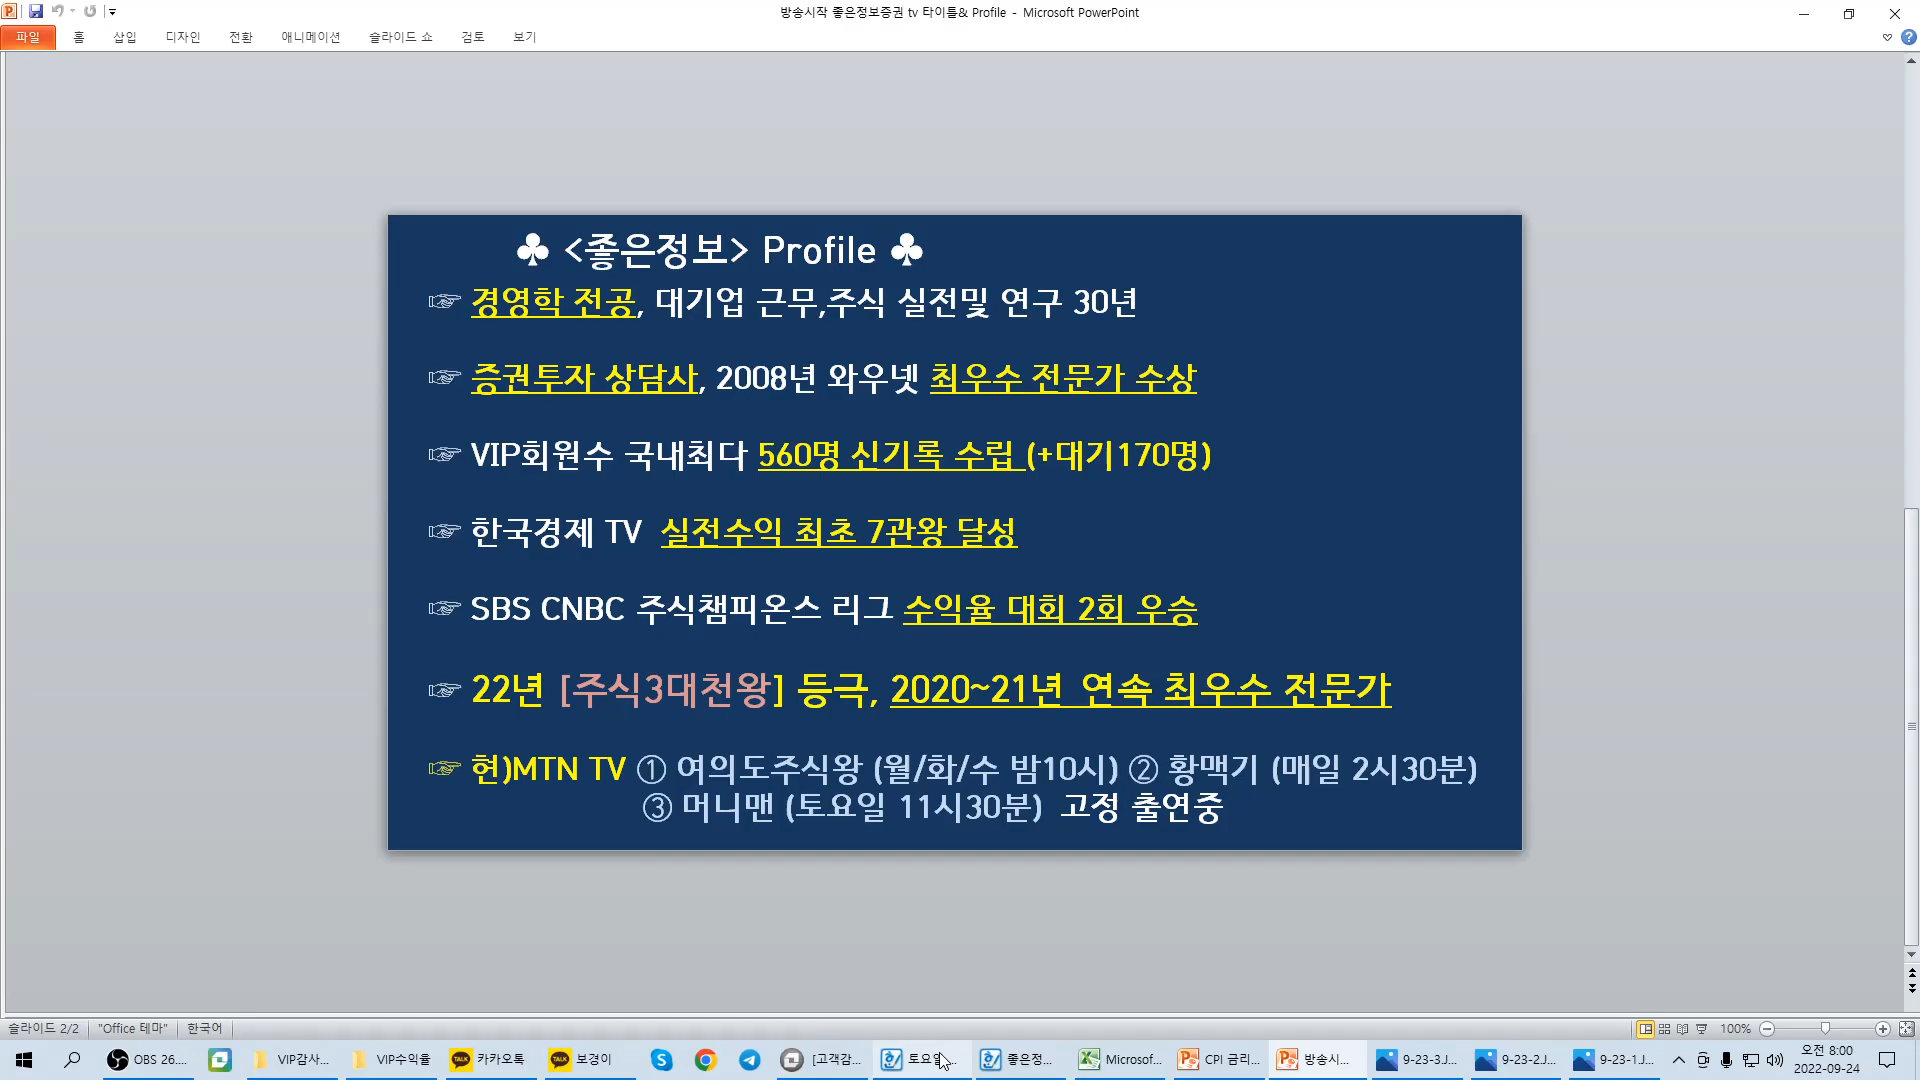 방송시작 좋은정보증권 tv 타이틀& Profile - Microsoft PowerPoint
파일 홈 삽입 디자인 전환 애니메이션 슬라이드 쇼 검토 보기
♣ <좋은정보> Profile ♣
☞ 경영학 전공, 대기업 근무,주식 실전및 연구 30년
☞ 증권투자 상담사, 2008년 와우넷 최우수 전문가 수상
☞ VIP회원수 국내최다 560명 신기록 수립 (+대기170명)
☞ 한국경제 TV 실전수익 최초 7관왕 달성
☞ SBS CNBC 주식챔피온스 리그 수익율 대회 2회 우승
☞ 22년 [주식3대천왕] 등극, 2020~21년 연속 최우수 전문가
☞ 현)MTN TV ① 여의도주식왕 (월/화/수 밤10시) ② 황맥기 (매일 2시30분)
③ 머니맨 (토요일 11시30분) 고정 출연중
슬라이드 2/2 "Office 테마" 한국어 100%
OBS 26.... VIP감사... VIP수익율 카카오톡 보경이 [고객감... 토요일... 좋은정... Microsof... CPI 금리... 방송시... 9-23-3.J... 9-23-2.J... 9-23-1.J... 오전 8:00
2022-09-24